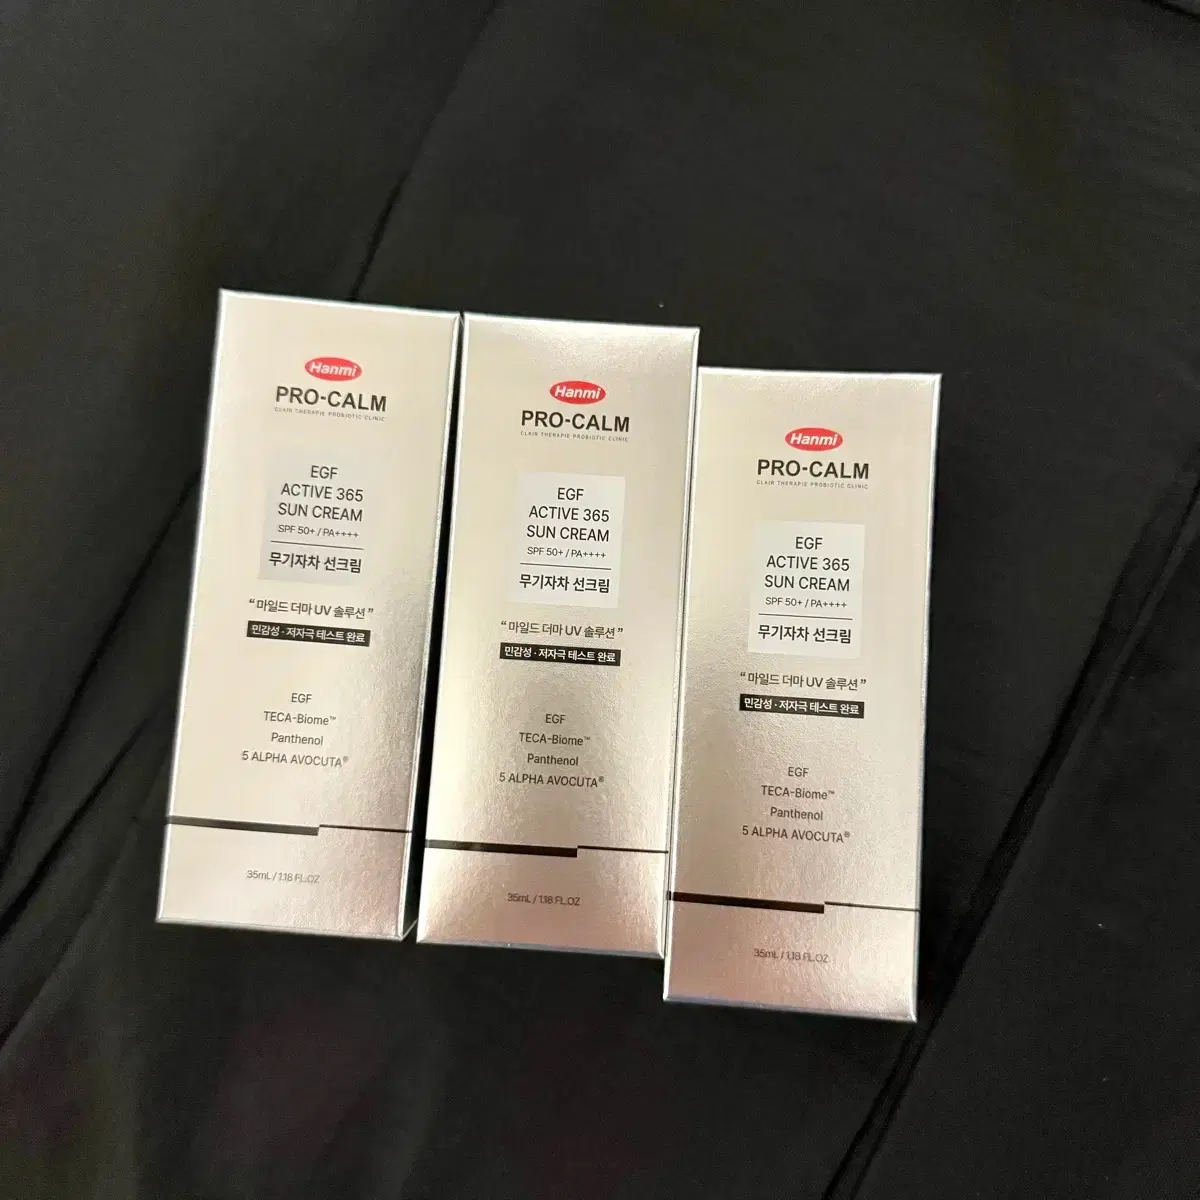 Hanmi
PRO-CALM
CLAIR THERAPIE PROBIOTIC CLINIC
EGF
ACTIVE 365
SUN CREAM
SPF 50+ / PA++++
무기자차 선크림
“ 마일드 더마 UV 솔루션 ”
민감성 · 저자극 테스트 완료
EGF
TECA-Biome™
Panthenol
5 ALPHA AVOCUTA®
35mL / 1.18 FL.OZ
Hanmi
PRO-CALM
CLAIR THERAPIE PROBIOTIC CLINIC
EGF
ACTIVE 365
SUN CREAM
SPF 50+ / PA++++
무기자차 선크림
“ 마일드 더마 UV 솔루션 ”
민감성 · 저자극 테스트 완료
EGF
TECA-Biome™
Panthenol
5 ALPHA AVOCUTA®
35mL / 1.18 FL.OZ
Hanmi
PRO-CALM
CLAIR THERAPIE PROBIOTIC CLINIC
EGF
ACTIVE 365
SUN CREAM
SPF 50+ / PA++++
무기자차 선크림
“ 마일드 더마 UV 솔루션 ”
민감성 · 저자극 테스트 완료
EGF
TECA-Biome™
Panthenol
5 ALPHA AVOCUTA®
35mL / 1.18 FL.OZ